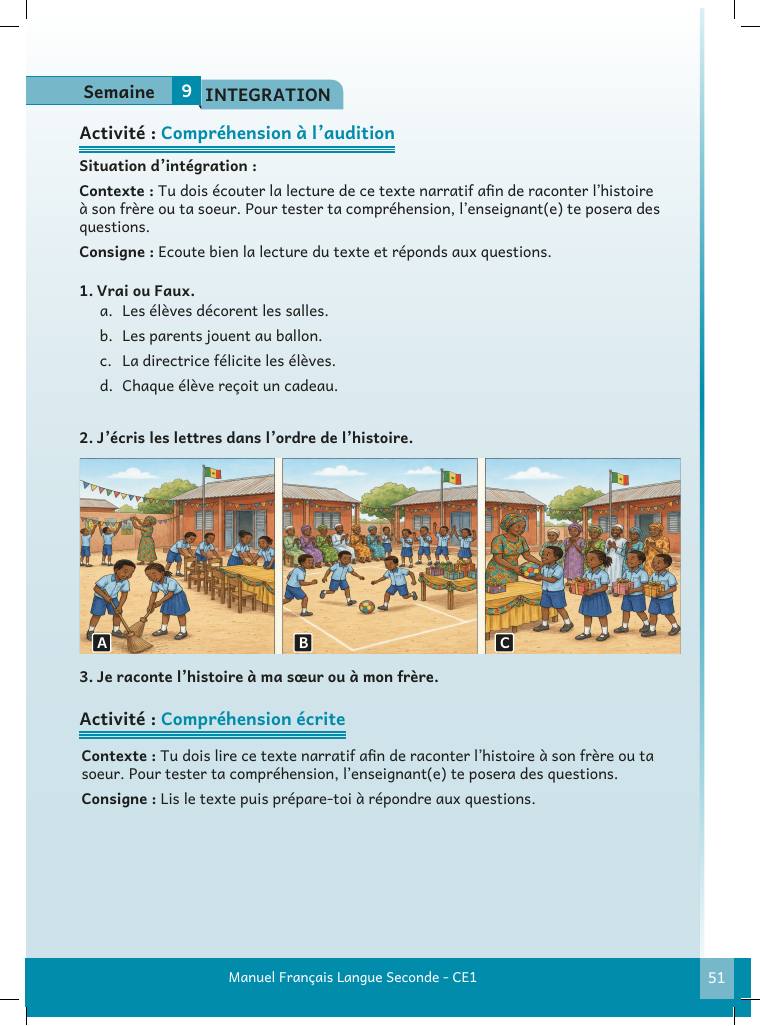 Semaine 9 INTEGRATION
Activité : Compréhension à l'audition
Situation d'intégration :
Contexte : Tu dois écouter la lecture de ce texte narratif afin de raconter l'histoire
à son frère ou ta soeur. Pour tester ta compréhension, l'enseignant(e) te posera des
questions.
Consigne : Ecoute bien la lecture du texte et réponds aux questions.
1. Vrai ou Faux.
a. Les élèves décorent les salles.
b. Les parents jouent au ballon.
c. La directrice félicite les élèves.
d. Chaque élève reçoit un cadeau.
2. J'écris les lettres dans l'ordre de l'histoire.
A B C
3. Je raconte l'histoire à ma sœur ou à mon frère.
Activité : Compréhension écrite
Contexte : Tu dois lire ce texte narratif afin de raconter l'histoire à son frère ou ta
soeur. Pour tester ta compréhension, l'enseignant(e) te posera des questions.
Consigne : Lis le texte puis prépare-toi à répondre aux questions.
Manuel Français Langue Seconde - CE1 51